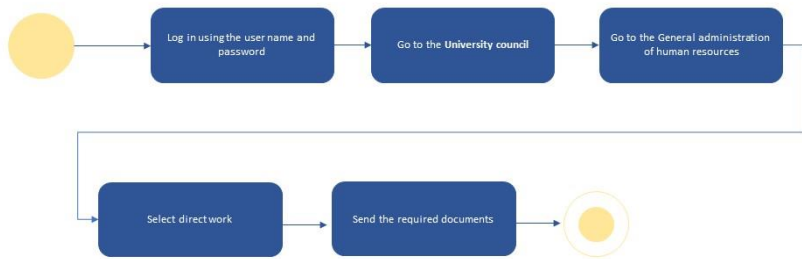 Log in using the user name and
password
Go to the University council
Go to the General administration
of human resources
Select direct work
Send the required documents